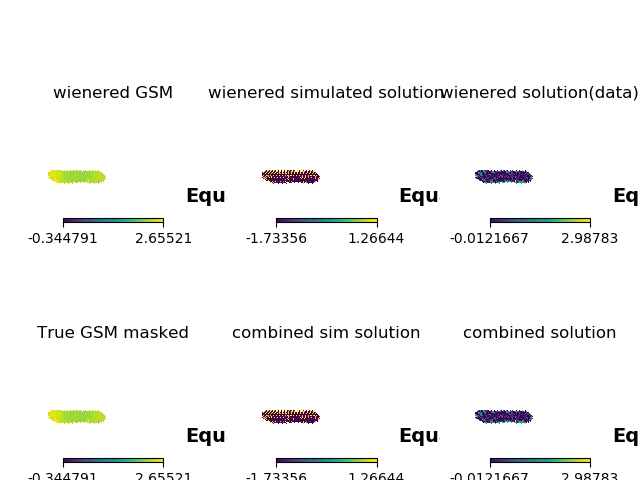 wienered GSM
wienered simulated solution
wienered solution(data)
Equ
Equ
Eq
-0.344791 2.65521
-1.73356 1.26644
-0.0121667 2.98783
True GSM masked
combined sim solution
combined solution
Equ
Equ
Eq
-0.344791 2.65521
-1.73356 1.26644
-0.0121667 2.98783